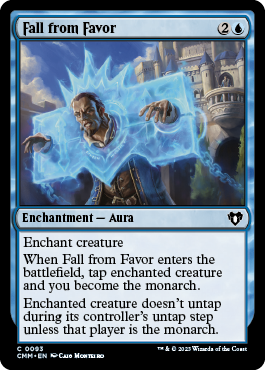 Fall from Favor 2
Enchantment — Aura
Enchant creature
When Fall from Favor enters the
battlefield, tap enchanted creature
and you become the monarch.
Enchanted creature doesn't untap
during its controller's untap step
unless that player is the monarch.
C 0093
CMM • EN Caio Monteiro
™ & © 2023 Wizards of the Coast